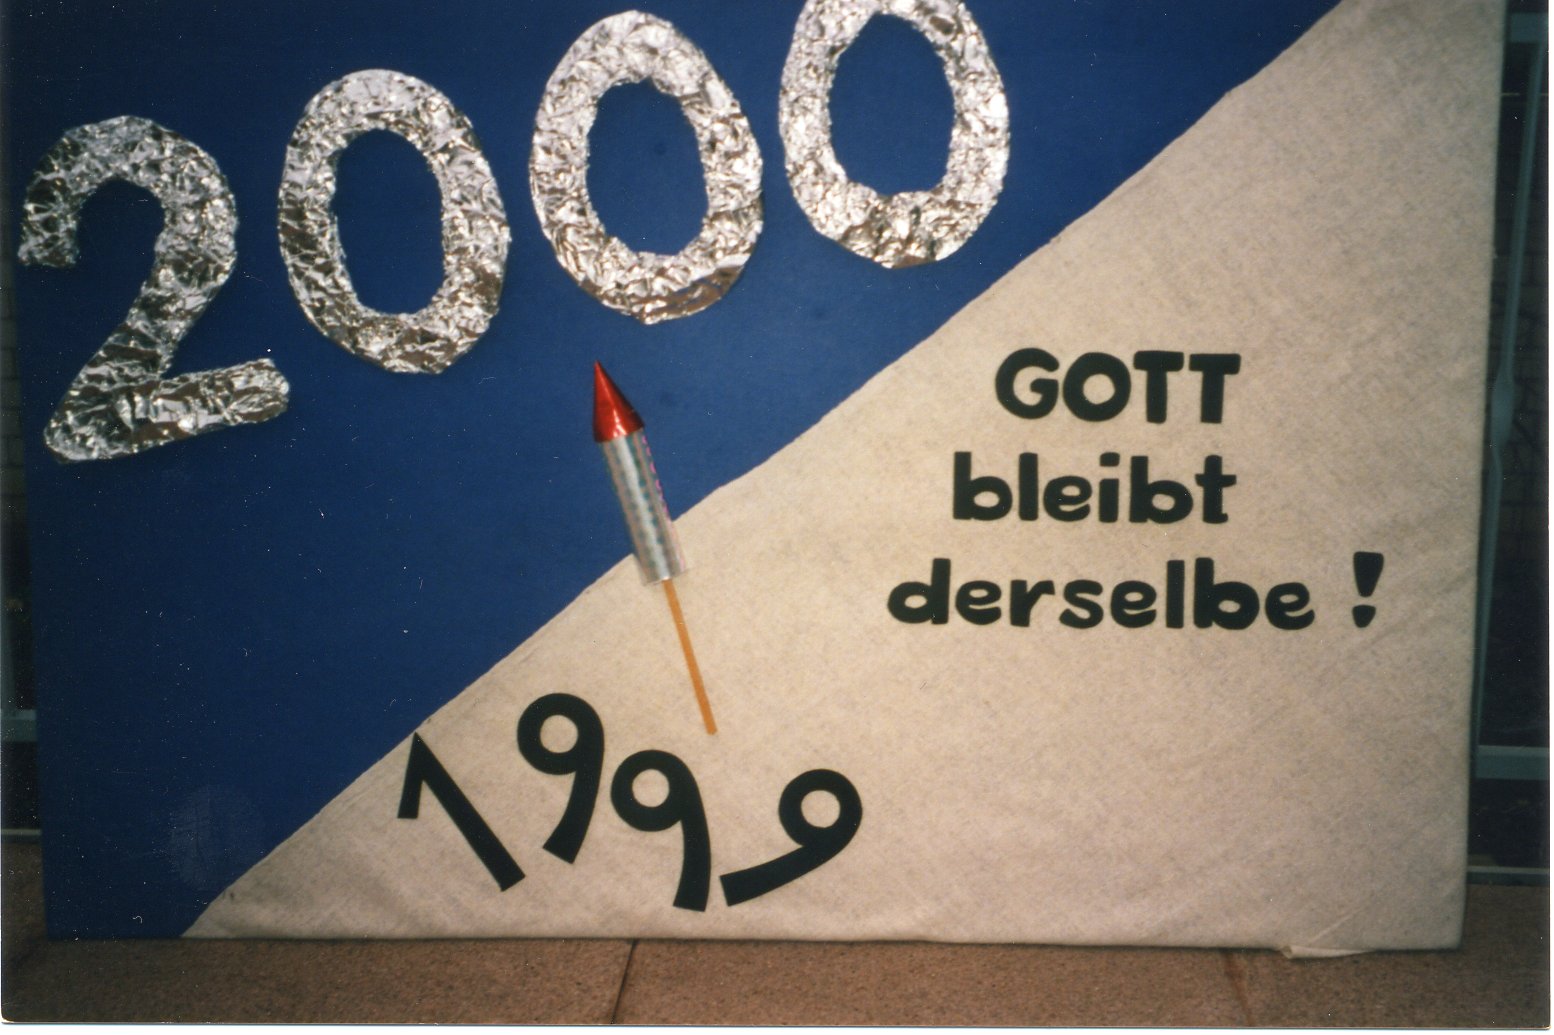 2000
GOTT
bleibt
derselbe !
1999